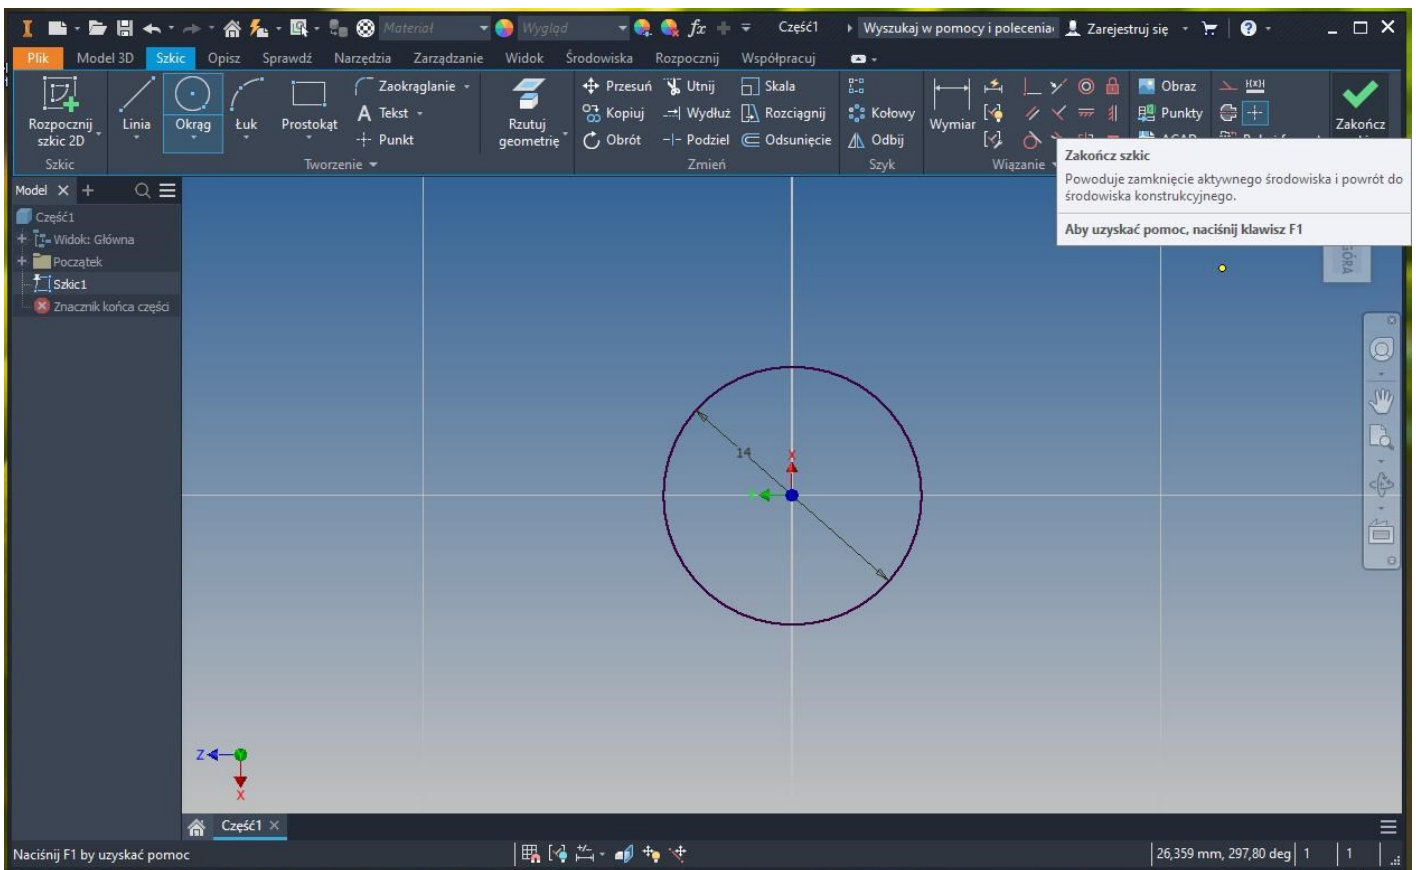 Materiał Wygląd fx Część1 Wyszukaj w pomocy i polecenia Zarejestruj się
Plik Model 3D Szkic Opisz Sprawdź Narzędzia Zarządzanie Widok Środowiska Rozpocznij Współpracuj
Rozpocznij szkic 2D
Linia Okrąg Łuk Prostokąt
Zaokrąglanie
A Tekst
Punkt
Rzutuj geometrię
Przesuń Utnij Skala
Kopiuj Wydłuż Rozciągnij
Obrót Podziel Odsunięcie
Kołowy
Odbij
Wymiar
Obraz
Punkty
ACAD
Zakończ
Szkic Tworzenie Zmień Szyk Wiązanie
Zakończ szkic
Powoduje zamknięcie aktywnego środowiska i powrót do
środowiska konstrukcyjnego.
Aby uzyskać pomoc, naciśnij klawisz F1
Model
Część1
Widok: Główna
Początek
Szkic1
Znacznik końca części
GÓRA
14
X
Z
Y
X
Część1
Naciśnij F1 by uzyskać pomoc
26,359 mm, 297,80 deg 1 1